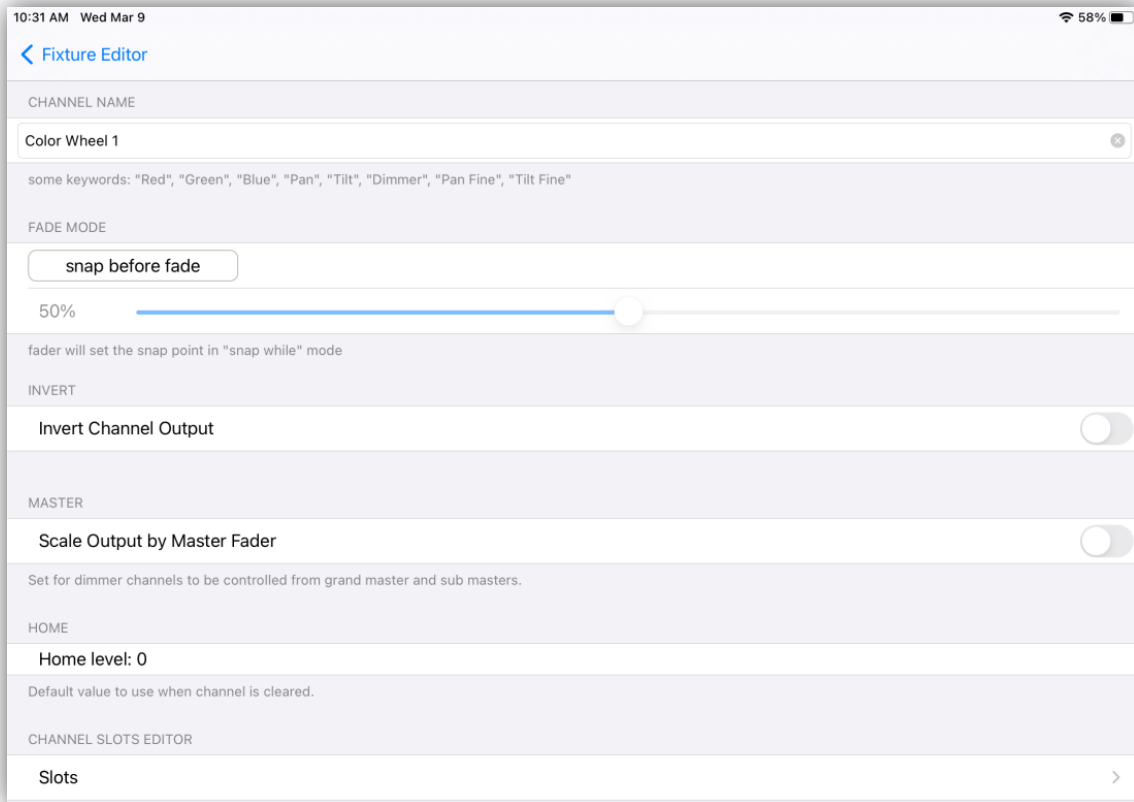 10:31 AM Wed Mar 9 58%
Fixture Editor
CHANNEL NAME
Color Wheel 1
some keywords: "Red", "Green", "Blue", "Pan", "Tilt", "Dimmer", "Pan Fine", "Tilt Fine"
FADE MODE
snap before fade
50%
fader will set the snap point in "snap while" mode
INVERT
Invert Channel Output
MASTER
Scale Output by Master Fader
Set for dimmer channels to be controlled from grand master and sub masters.
HOME
Home level: 0
Default value to use when channel is cleared.
CHANNEL SLOTS EDITOR
Slots